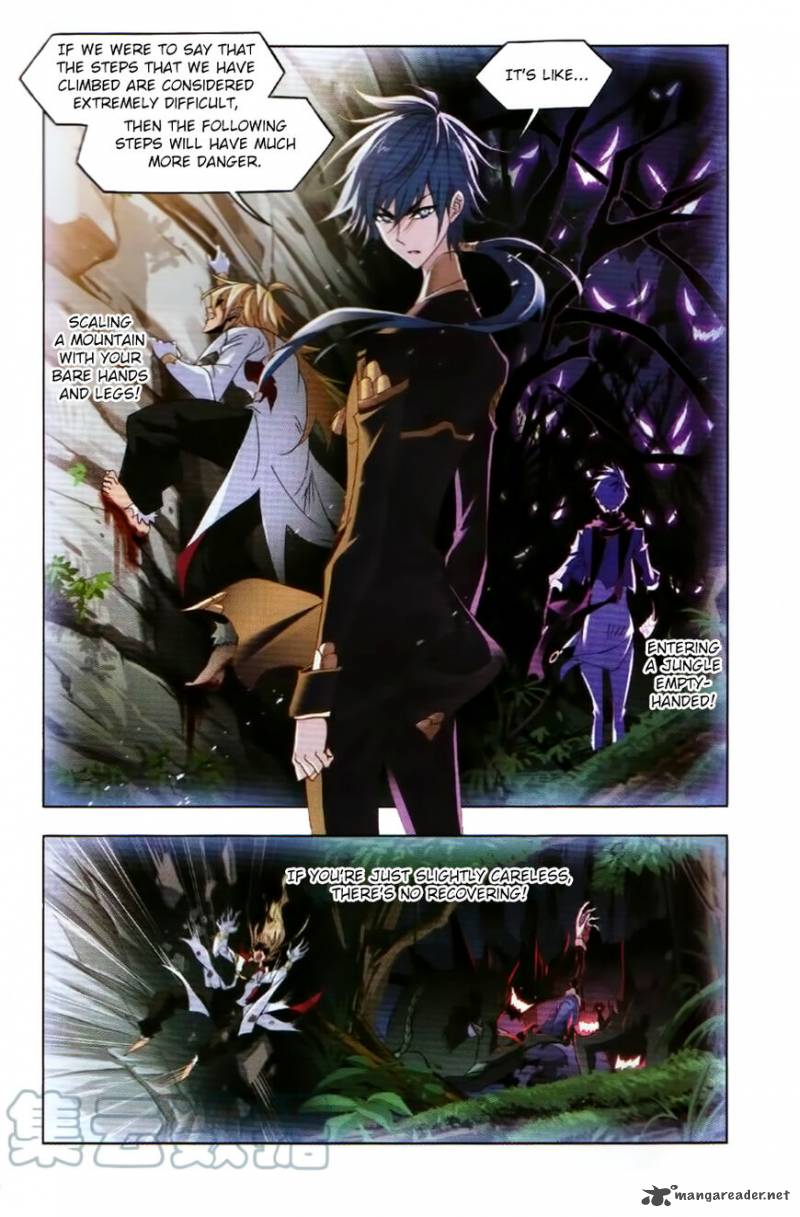 IF WE WERE TO SAY THAT
THE STEPS THAT WE HAVE
CLIMBED ARE CONSIDERED
EXTREMELY DIFFICULT,
THEN THE FOLLOWING
STEPS WILL HAVE MUCH
MORE DANGER.
IT'S LIKE...
SCALING
A MOUNTAIN
WITH YOUR
BARE HANDS
AND LEGS!
ENTERING
A JUNGLE
EMPTY-
HANDED!
IF YOU'RE JUST SLIGHTLY CARELESS,
THERE'S NO RECOVERING!
集云
mangareader.net